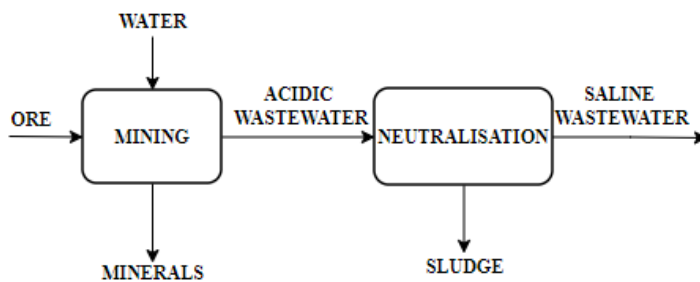 WATER
ORE
MINING
ACIDIC
WASTEWATER
NEUTRALISATION
SALINE
WASTEWATER
MINERALS
SLUDGE